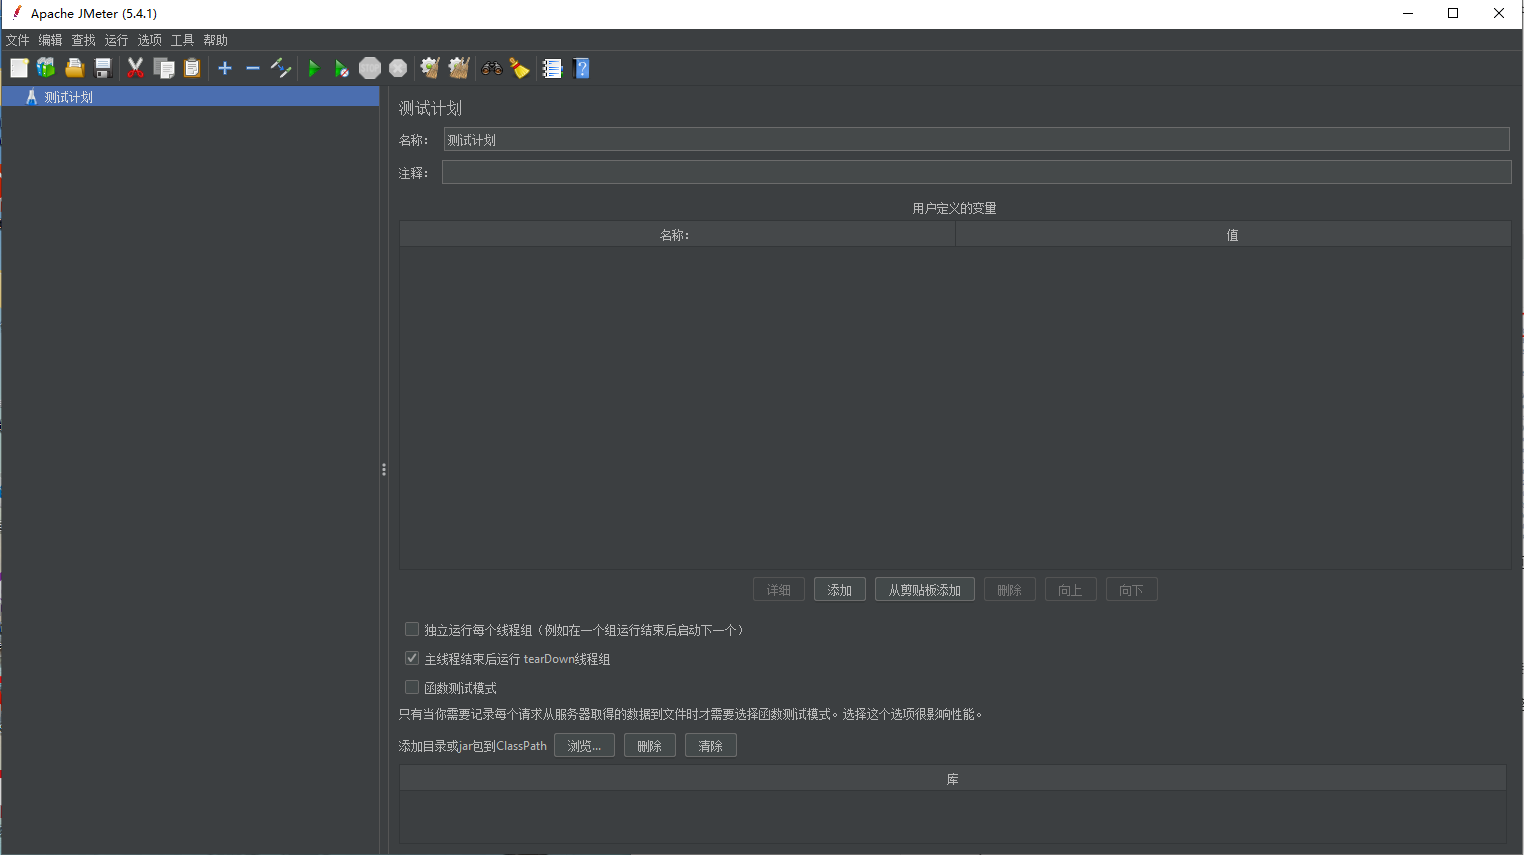 Apache JMeter (5.4.1)
文件 编辑 查找 运行 选项 工具 帮助
STOP
测试计划
测试计划
名称： 测试计划
注释：
用户定义的变量
名称： 值
详细 添加 从剪贴板添加 删除 向上 向下
独立运行每个线程组（例如在一个组运行结束后启动下一个）
主线程结束后运行 tearDown线程组
函数测试模式
只有当你需要记录每个请求从服务器取得的数据到文件时才需要选择函数测试模式。选择这个选项很影响性能。
添加目录或jar包到ClassPath 浏览... 删除 清除
库